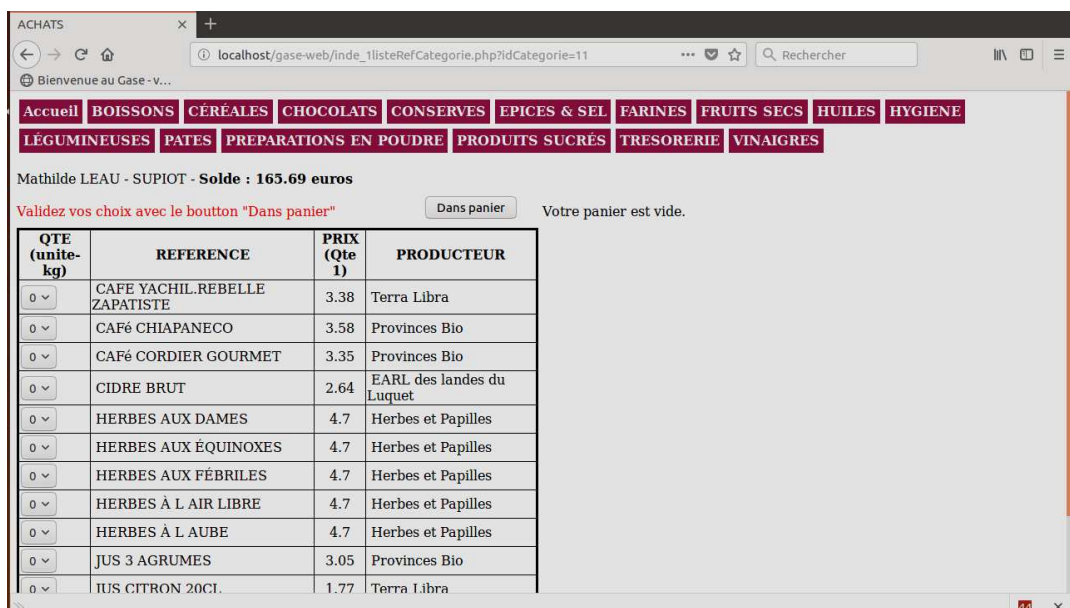 ACHATS
localhost/gase-web/inde_1listeRefCategorie.php?idCategorie=11
Rechercher
Bienvenue au Gase - v...
Accueil BOISSONS CÉRÉALES CHOCOLATS CONSERVES EPICES & SEL FARINES FRUITS SECS HUILES HYGIENE
LÉGUMINEUSES PATES PREPARATIONS EN POUDRE PRODUITS SUCRÉS TRESORERIE VINAIGRES
Mathilde LEAU - SUPIOT - Solde : 165.69 euros
Validez vos choix avec le boutton "Dans panier" Dans panier Votre panier est vide.
QTE (unite-kg) REFERENCE PRIX (Qte 1) PRODUCTEUR
0 CAFE YACHIL.REBELLE ZAPATISTE 3.38 Terra Libra
0 CAFé CHIAPANECO 3.58 Provinces Bio
0 CAFé CORDIER GOURMET 3.35 Provinces Bio
0 CIDRE BRUT 2.64 EARL des landes du Luquet
0 HERBES AUX DAMES 4.7 Herbes et Papilles
0 HERBES AUX ÉQUINOXES 4.7 Herbes et Papilles
0 HERBES AUX FÉBRILES 4.7 Herbes et Papilles
0 HERBES À L AIR LIBRE 4.7 Herbes et Papilles
0 HERBES À L AUBE 4.7 Herbes et Papilles
0 JUS 3 AGRUMES 3.05 Provinces Bio
0 JUS CITRON 20CL 1.77 Terra Libra